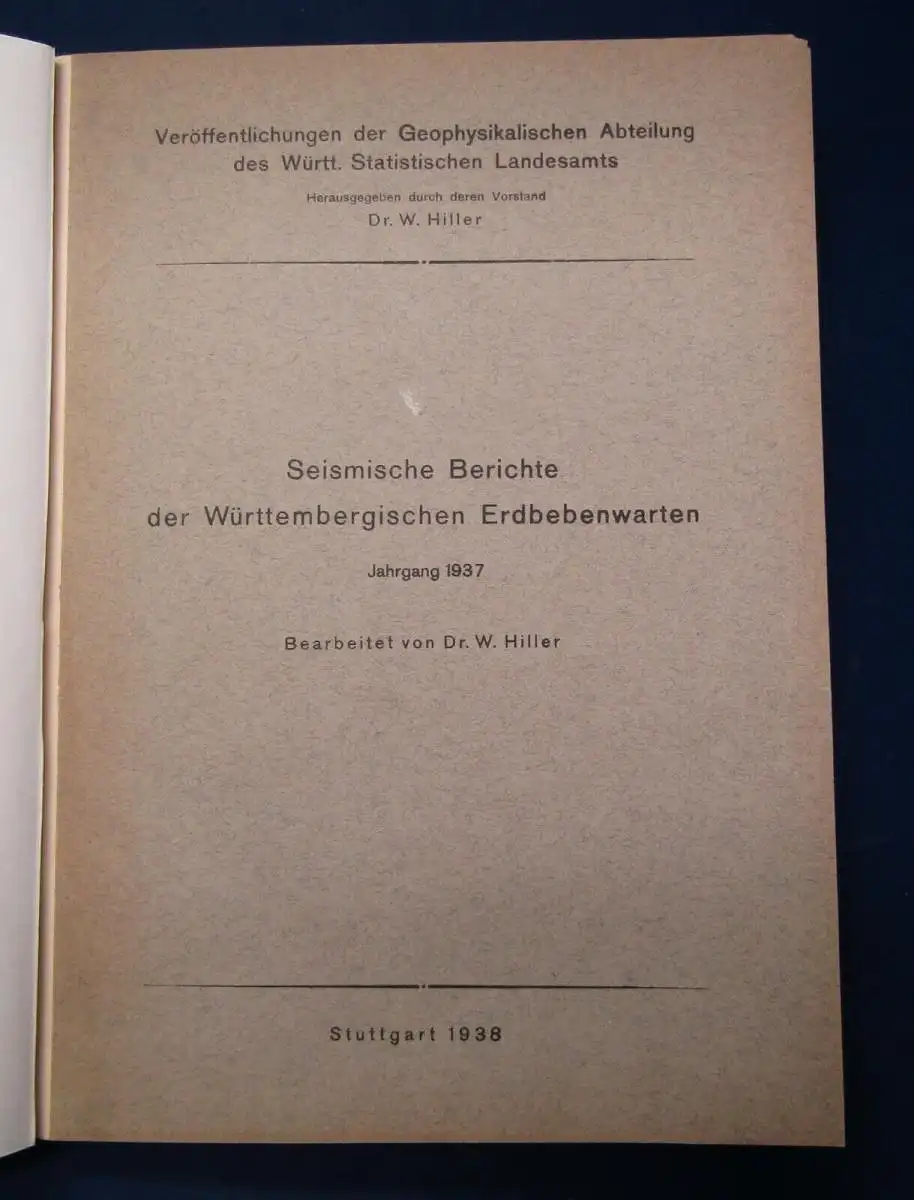 Veröffentlichungen der Geophysikalischen Abteilung
des Württ. Statistischen Landesamts
Herausgegeben durch deren Vorstand
Dr. W. Hiller
Seismische Berichte
der Württembergischen Erdbebenwarten
Jahrgang 1937
Bearbeitet von Dr. W. Hiller
Stuttgart 1938